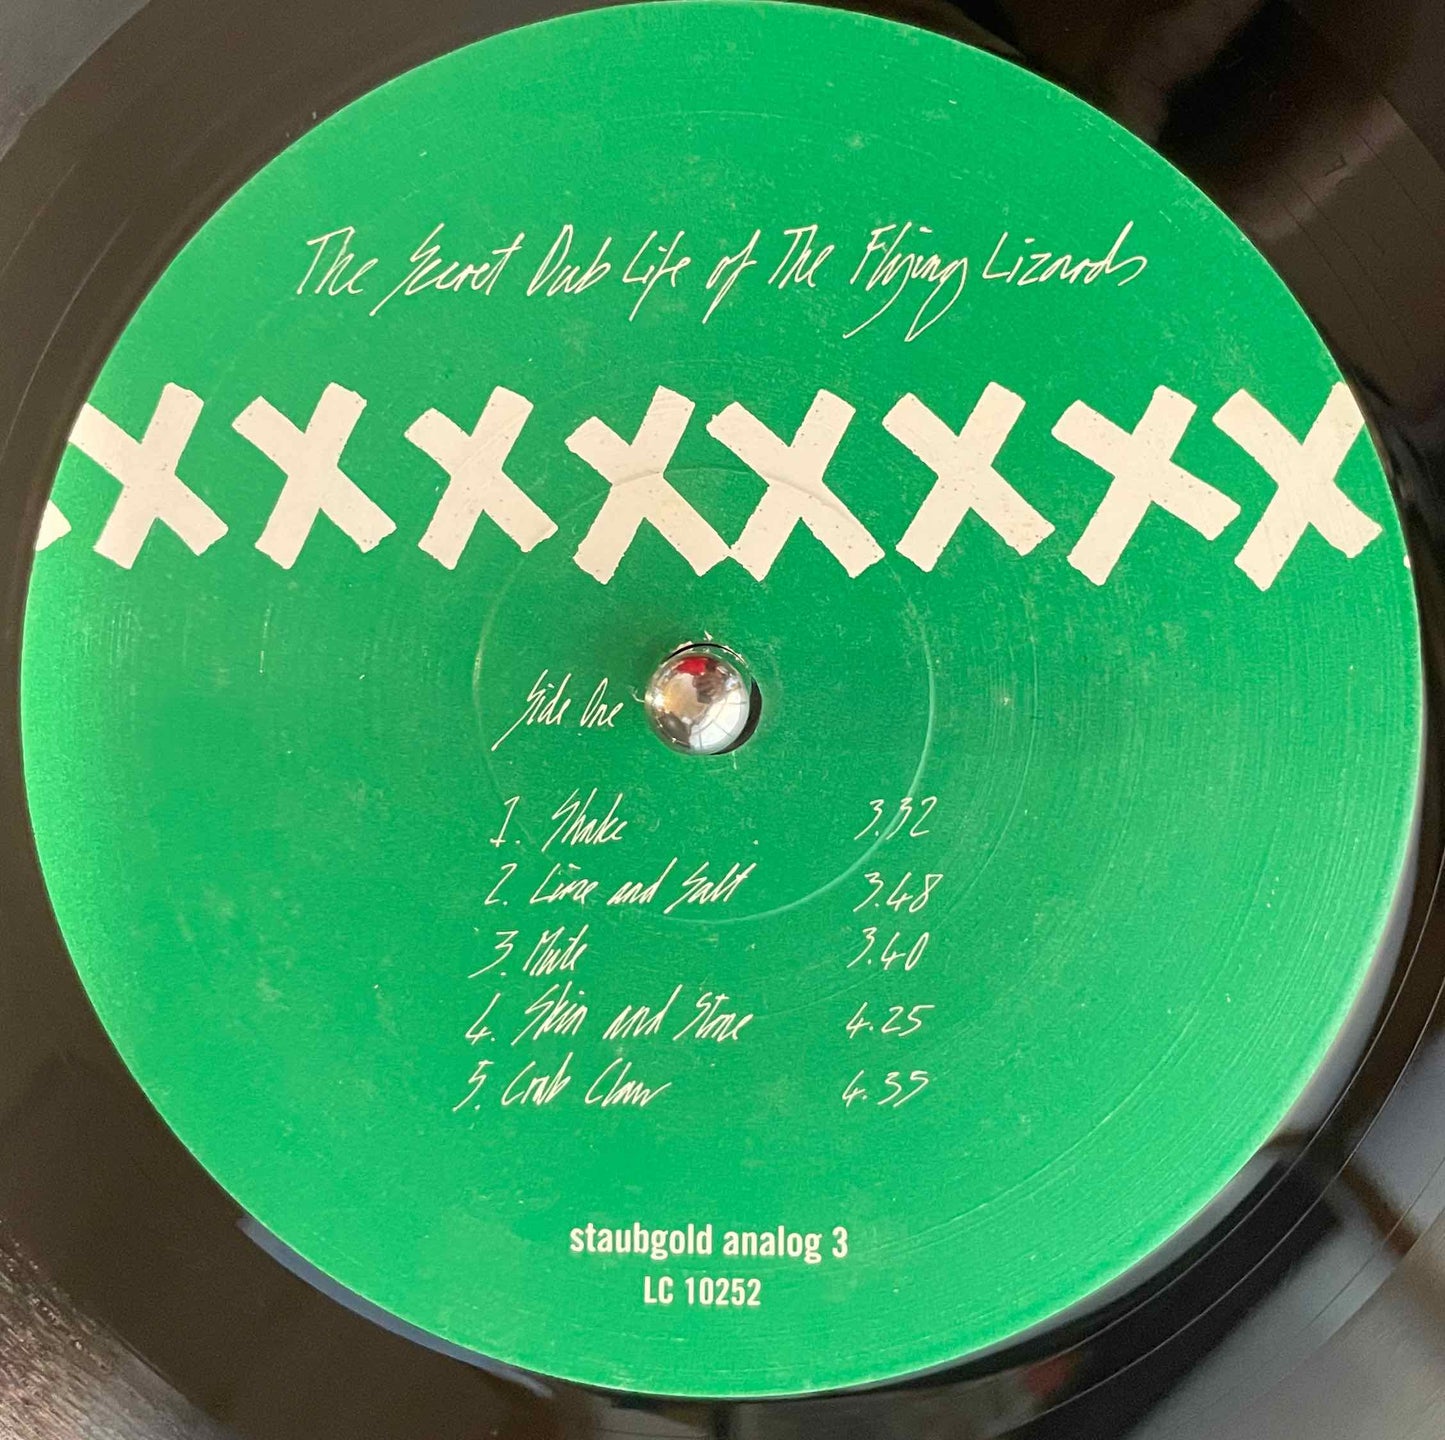 The Secret Dub Life of The Flying Lizards
XXXXXXXX
Side One
1. Shake 3.32
2. Lime and Salt 3.48
3. Mute 3.40
4. Skin and Stone 4.25
5. Crab Claw 4.35
staubgold analog 3
LC 10252